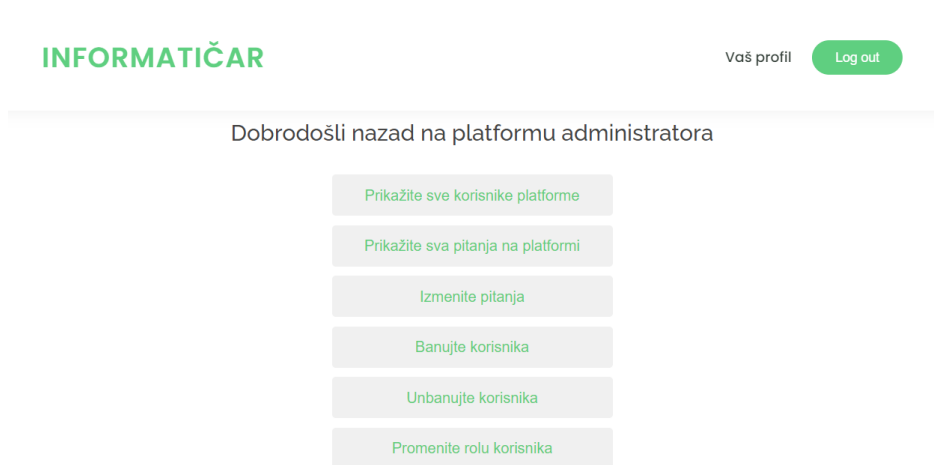 INFORMATIČAR
Vaš profil
Log out
Dobrodošli nazad na platformu administratora
Prikažite sve korisnike platforme
Prikažite sva pitanja na platformi
Izmenite pitanja
Banujte korisnika
Unbanujte korisnika
Promenite rolu korisnika